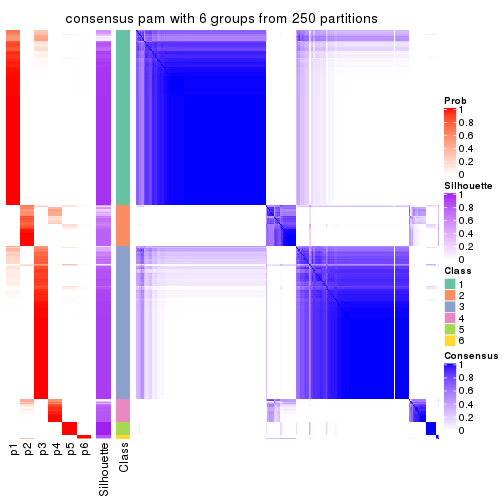 consensus pam with 6 groups from 250 partitions
Prob
1
0.8
0.6
0.4
0.2
0
Silhouette
1
0.8
0.6
0.4
0.2
0
Class
1
2
3
4
5
6
Consensus
1
0.8
0.6
0.4
0.2
0
p1
p2
p3
p4
p5
p6
Silhouette
Class